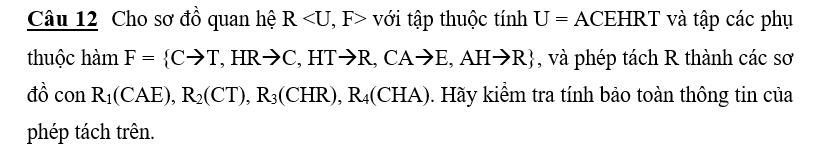 Câu 12 Cho sơ đồ quan hệ R <U, F> với tập thuộc tính U = ACEHRT và tập các phụ
thuộc hàm F = {C→T, HR→C, HT→R, CA→E, AH→R}, và phép tách R thành các sơ
đồ con R₁(CAE), R₂(CT), R₃(CHR), R₄(CHA). Hãy kiểm tra tính bảo toàn thông tin của
phép tách trên.